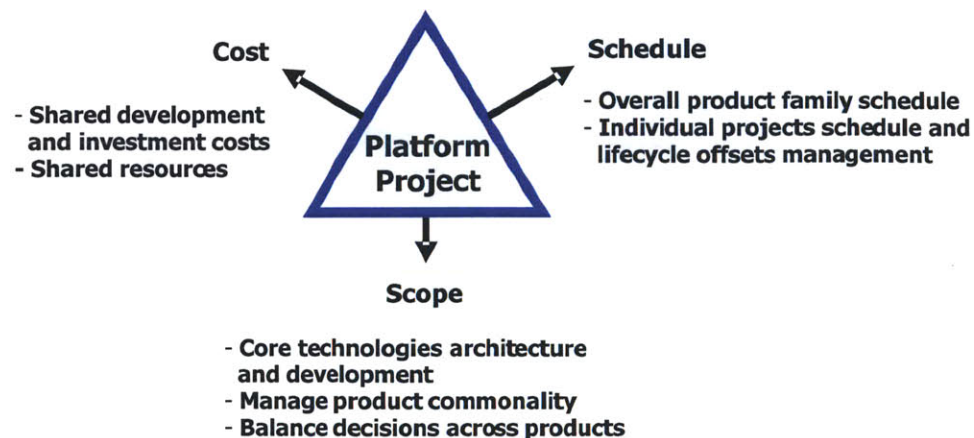 Cost
- Shared development
and investment costs
- Shared resources
Platform
Project
Schedule
- Overall product family schedule
- Individual projects schedule and
lifecycle offsets management
Scope
- Core technologies architecture
and development
- Manage product commonality
- Balance decisions across products